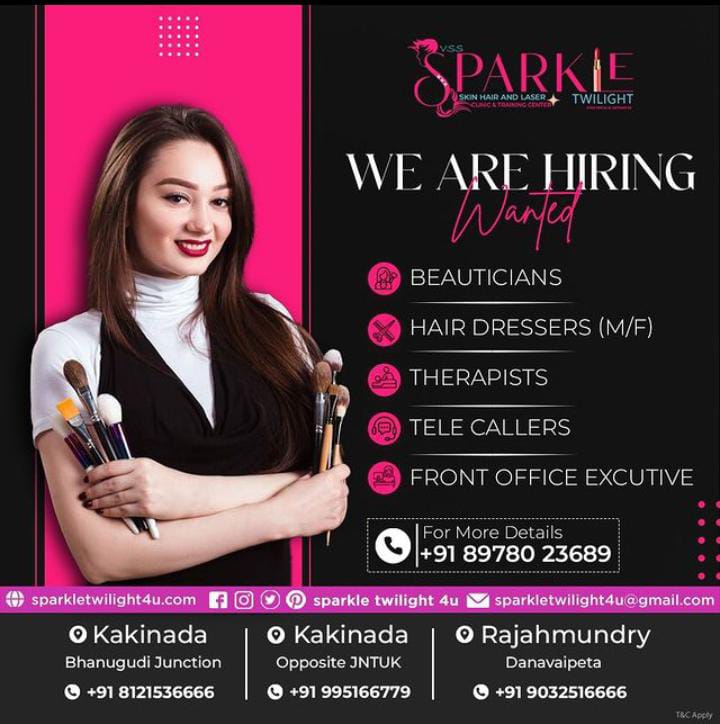 V.S.S
SPARKLE
SKIN HAIR AND LASER
CLINIC & TRAINING CENTER
TWILIGHT
WE ARE HIRING
Wanted
BEAUTICIANS
HAIR DRESSERS (M/F)
THERAPISTS
TELE CALLERS
FRONT OFFICE EXCUTIVE
For More Details
+91 89780 23689
sparkletwilight4u.com sparkle twilight 4u sparkletwilight4u@gmail.com
Kakinada
Bhanugudi Junction
+91 8121536666
Kakinada
Opposite JNTUK
+91 995166779
Rajahmundry
Danavaipeta
+91 9032516666
T&C Apply